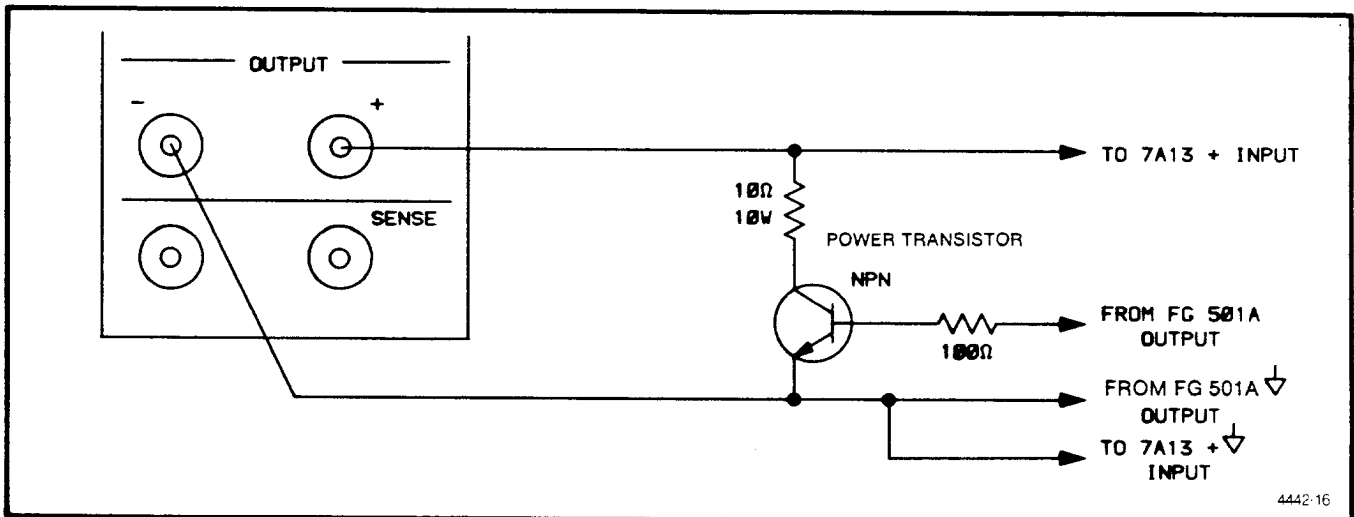 OUTPUT
-
+
TO 7A13 + INPUT
10Ω
10W
SENSE
POWER TRANSISTOR
NPN
100Ω
FROM FG 501A
OUTPUT
FROM FG 501A
OUTPUT
TO 7A13 +
INPUT
4442-16